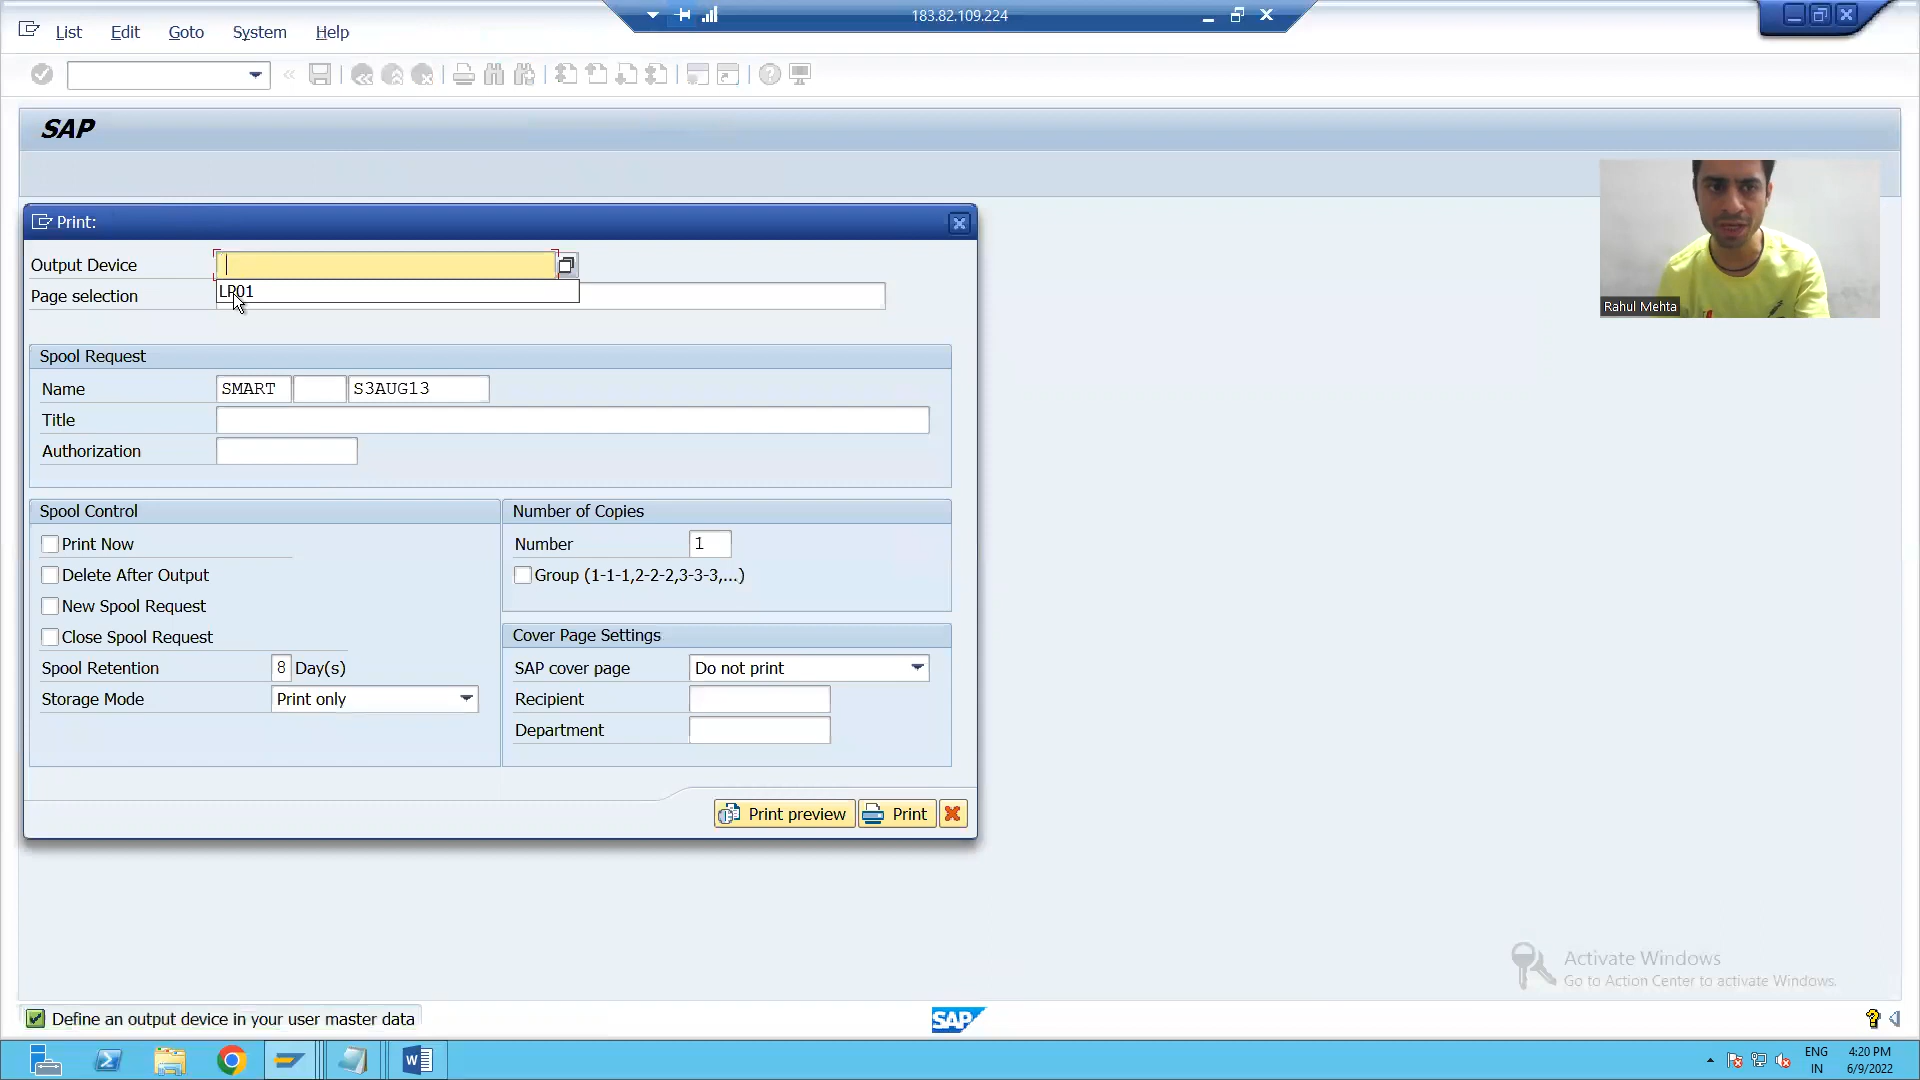 183.82.109.224
List Edit Goto System Help
SAP
Print:
Output Device
LP01
Page selection
Spool Request
Name SMART S3AUG13
Title
Authorization
Spool Control
Print Now
Delete After Output
New Spool Request
Close Spool Request
Spool Retention 8 Day(s)
Storage Mode Print only
Number of Copies
Number 1
Group (1-1-1,2-2-2,3-3-3,...)
Cover Page Settings
SAP cover page Do not print
Recipient
Department
Print preview Print
Rahul Mehta
Activate Windows
Go to Action Center to activate Windows.
Define an output device in your user master data
SAP
ENG 4:20 PM
IN 6/9/2022